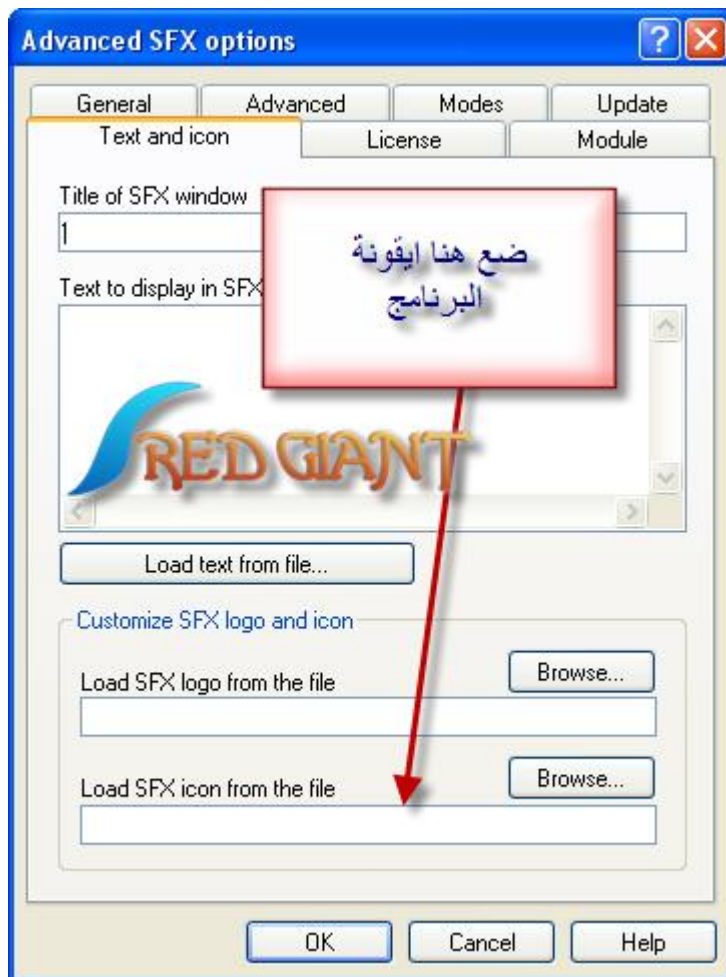 Advanced SFX options
General Advanced Modes Update
Text and icon License Module
Title of SFX window
1
ضع هنا ايقونة
البرنامج
Text to display in SFX
RED GIANT
Load text from file...
Customize SFX logo and icon
Load SFX logo from the file
Browse...
Load SFX icon from the file
Browse...
OK Cancel Help